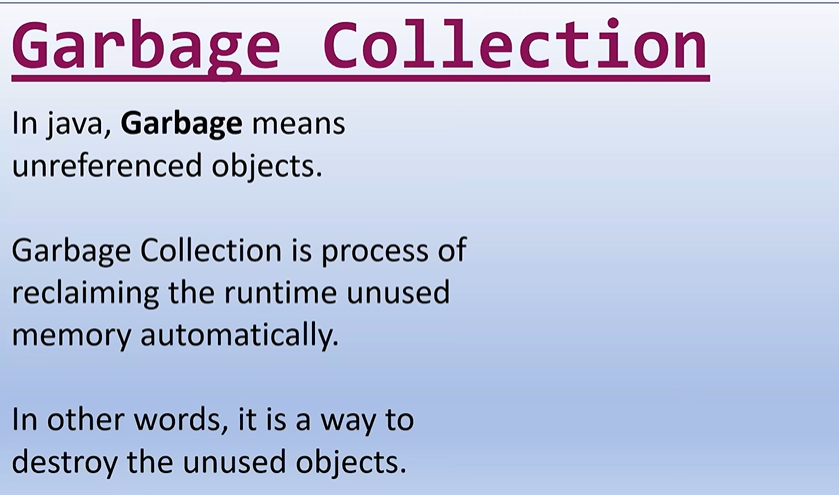 Garbage Collection
In java, Garbage means
unreferenced objects.
Garbage Collection is process of
reclaiming the runtime unused
memory automatically.
In other words, it is a way to
destroy the unused objects.